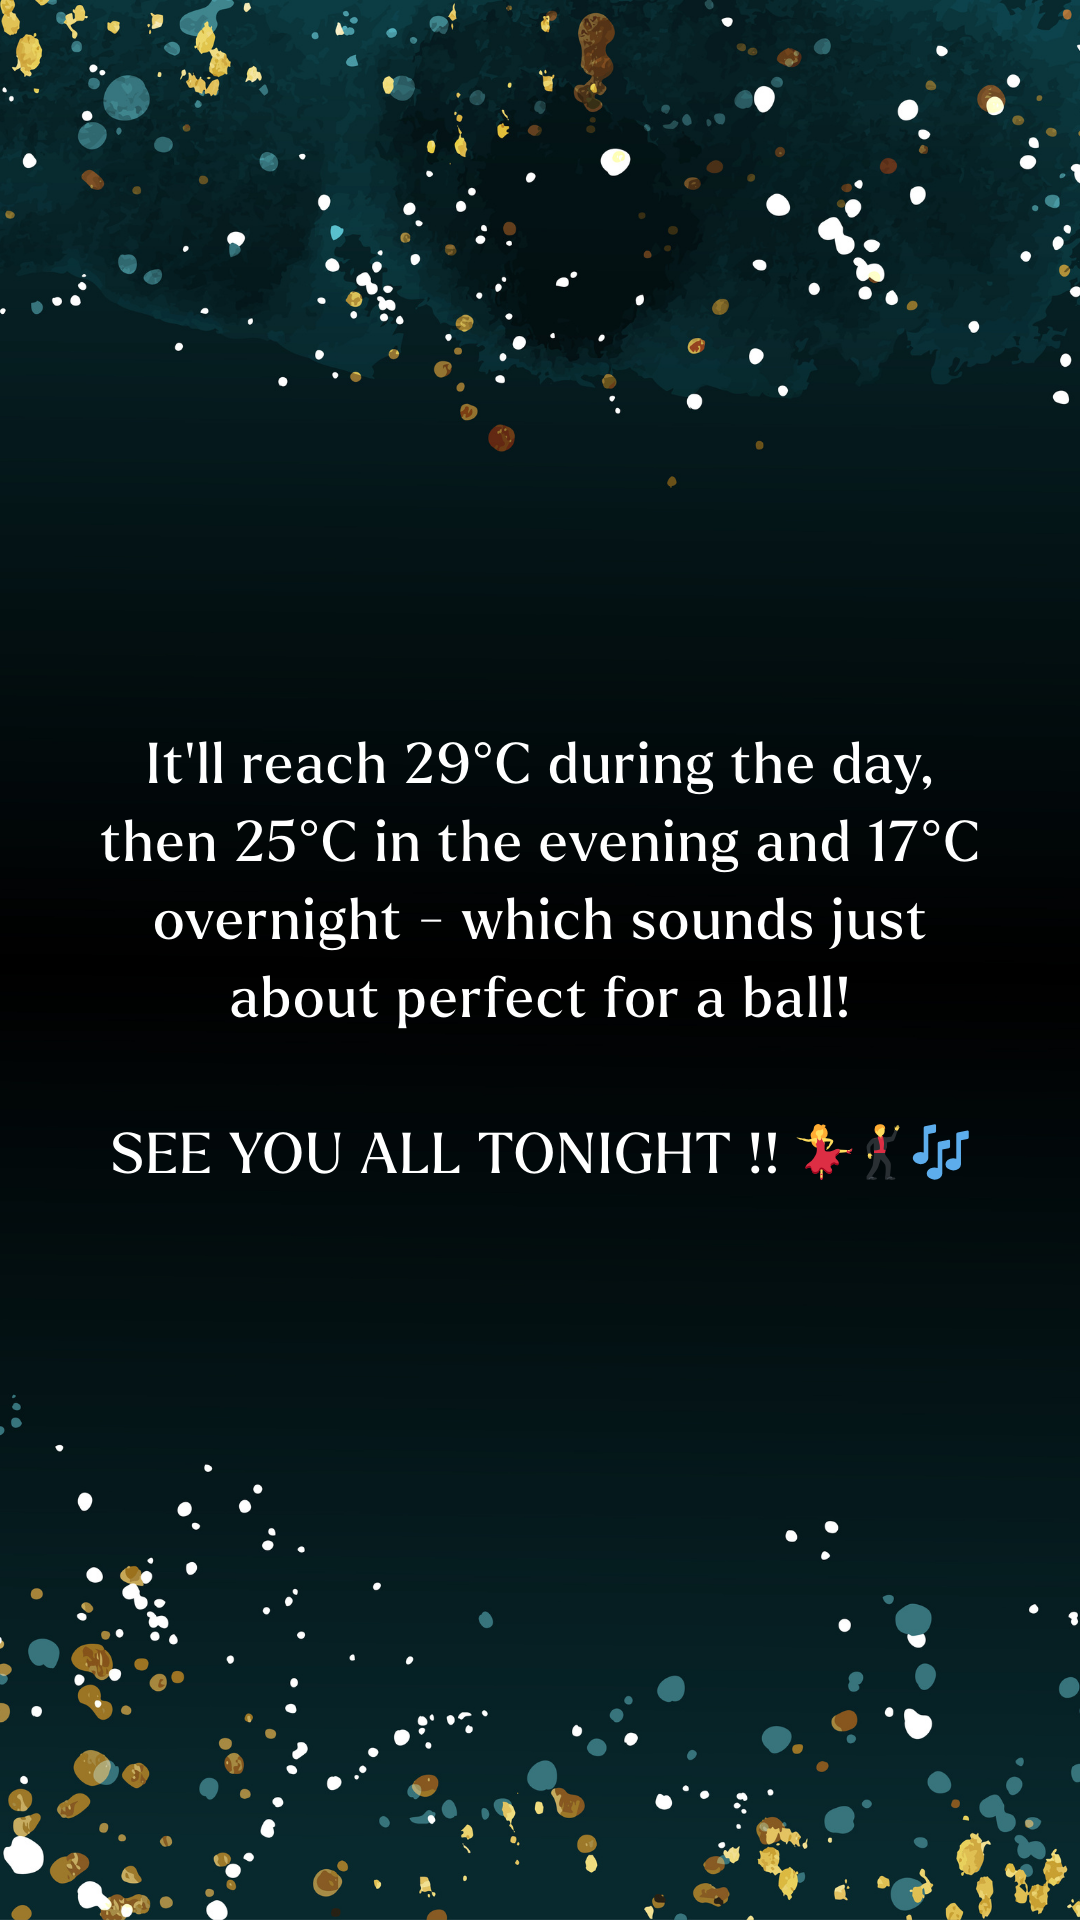 It'll reach 29°C during the day,
then 25°C in the evening and 17°C
overnight – which sounds just
about perfect for a ball!
SEE YOU ALL TONIGHT !! 💃🕺🎶